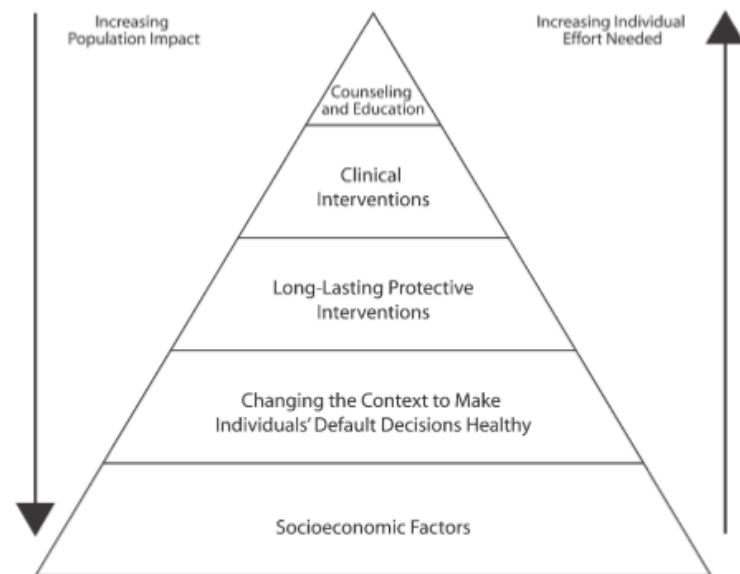 Increasing
Population Impact
Increasing Individual
Effort Needed
Counseling
and Education
Clinical
Interventions
Long-Lasting Protective
Interventions
Changing the Context to Make
Individuals' Default Decisions Healthy
Socioeconomic Factors